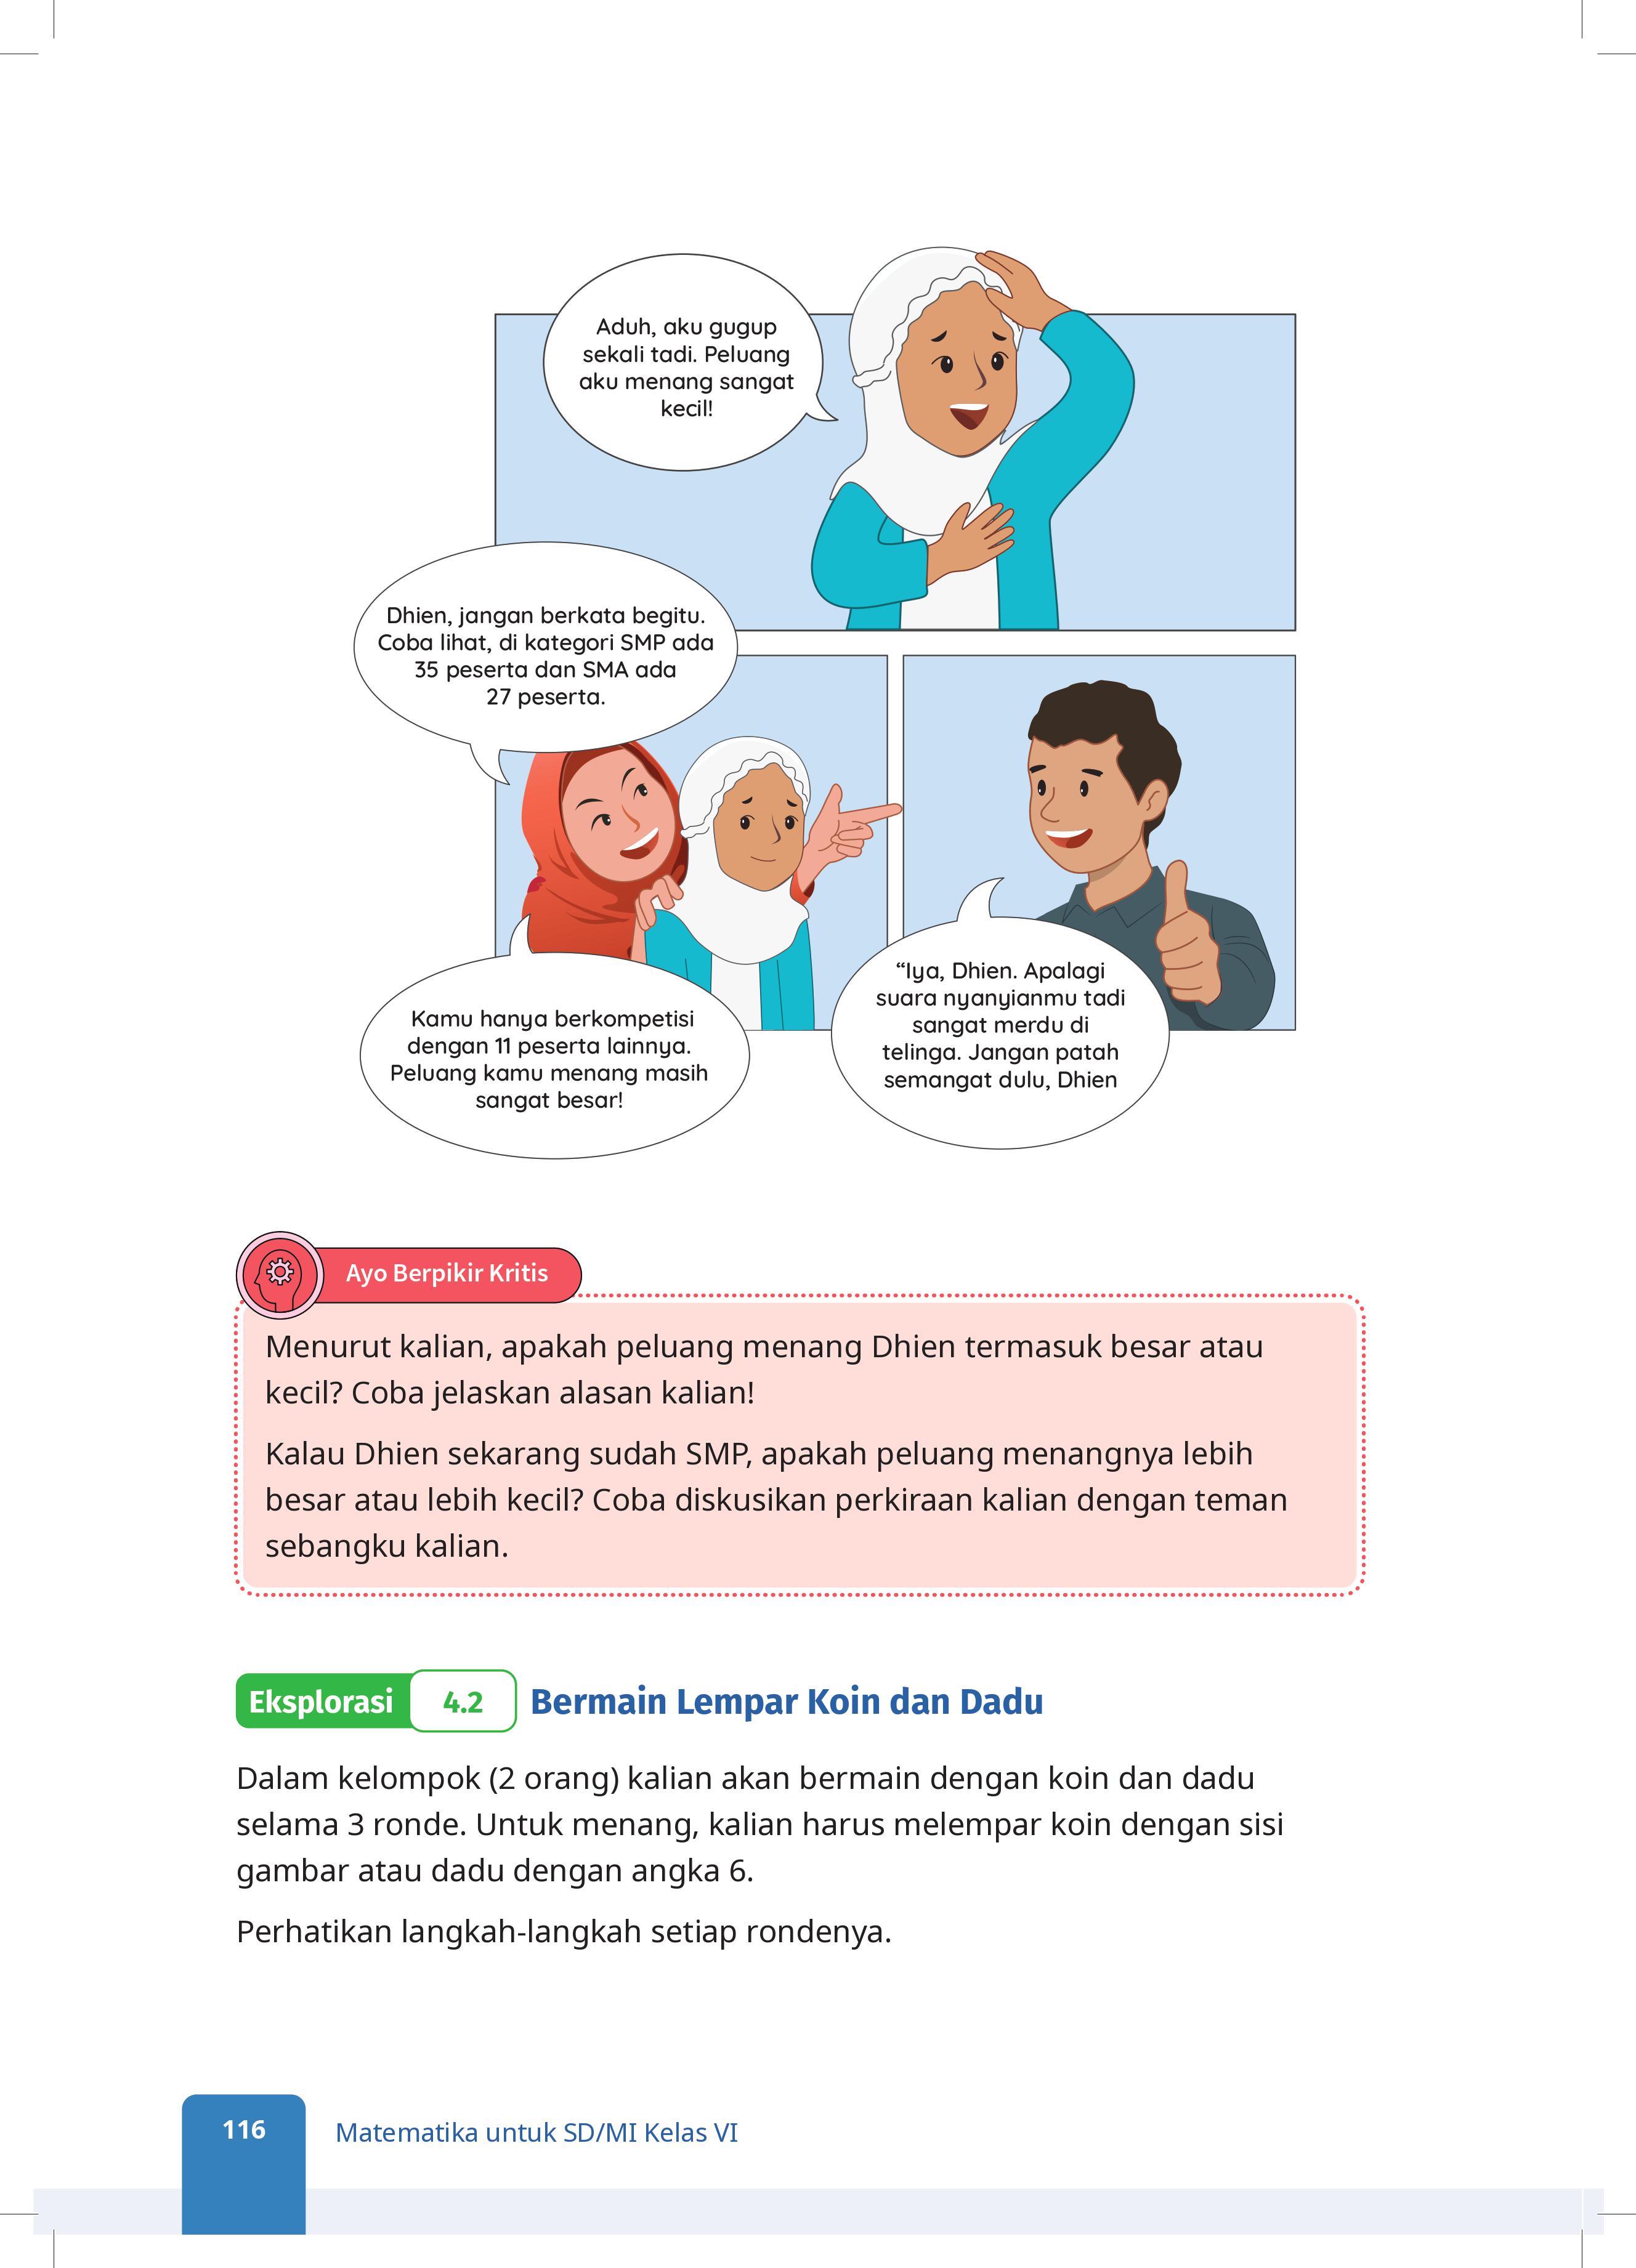 Aduh, aku gugup
sekali tadi. Peluang
aku menang sangat
kecil!
Dhien, jangan berkata begitu.
Coba lihat, di kategori SMP ada
35 peserta dan SMA ada
27 peserta.
Kamu hanya berkompetisi
dengan 11 peserta lainnya.
Peluang kamu menang masih
sangat besar!
“Iya, Dhien. Apalagi
suara nyanyianmu tadi
sangat merdu di
telinga. Jangan patah
semangat dulu, Dhien
Ayo Berpikir Kritis
Menurut kalian, apakah peluang menang Dhien termasuk besar atau
kecil? Coba jelaskan alasan kalian!
Kalau Dhien sekarang sudah SMP, apakah peluang menangnya lebih
besar atau lebih kecil? Coba diskusikan perkiraan kalian dengan teman
sebangku kalian.
Eksplorasi 4.2 Bermain Lempar Koin dan Dadu
Dalam kelompok (2 orang) kalian akan bermain dengan koin dan dadu
selama 3 ronde. Untuk menang, kalian harus melempar koin dengan sisi
gambar atau dadu dengan angka 6.
Perhatikan langkah-langkah setiap rondenya.
116 Matematika untuk SD/MI Kelas VI